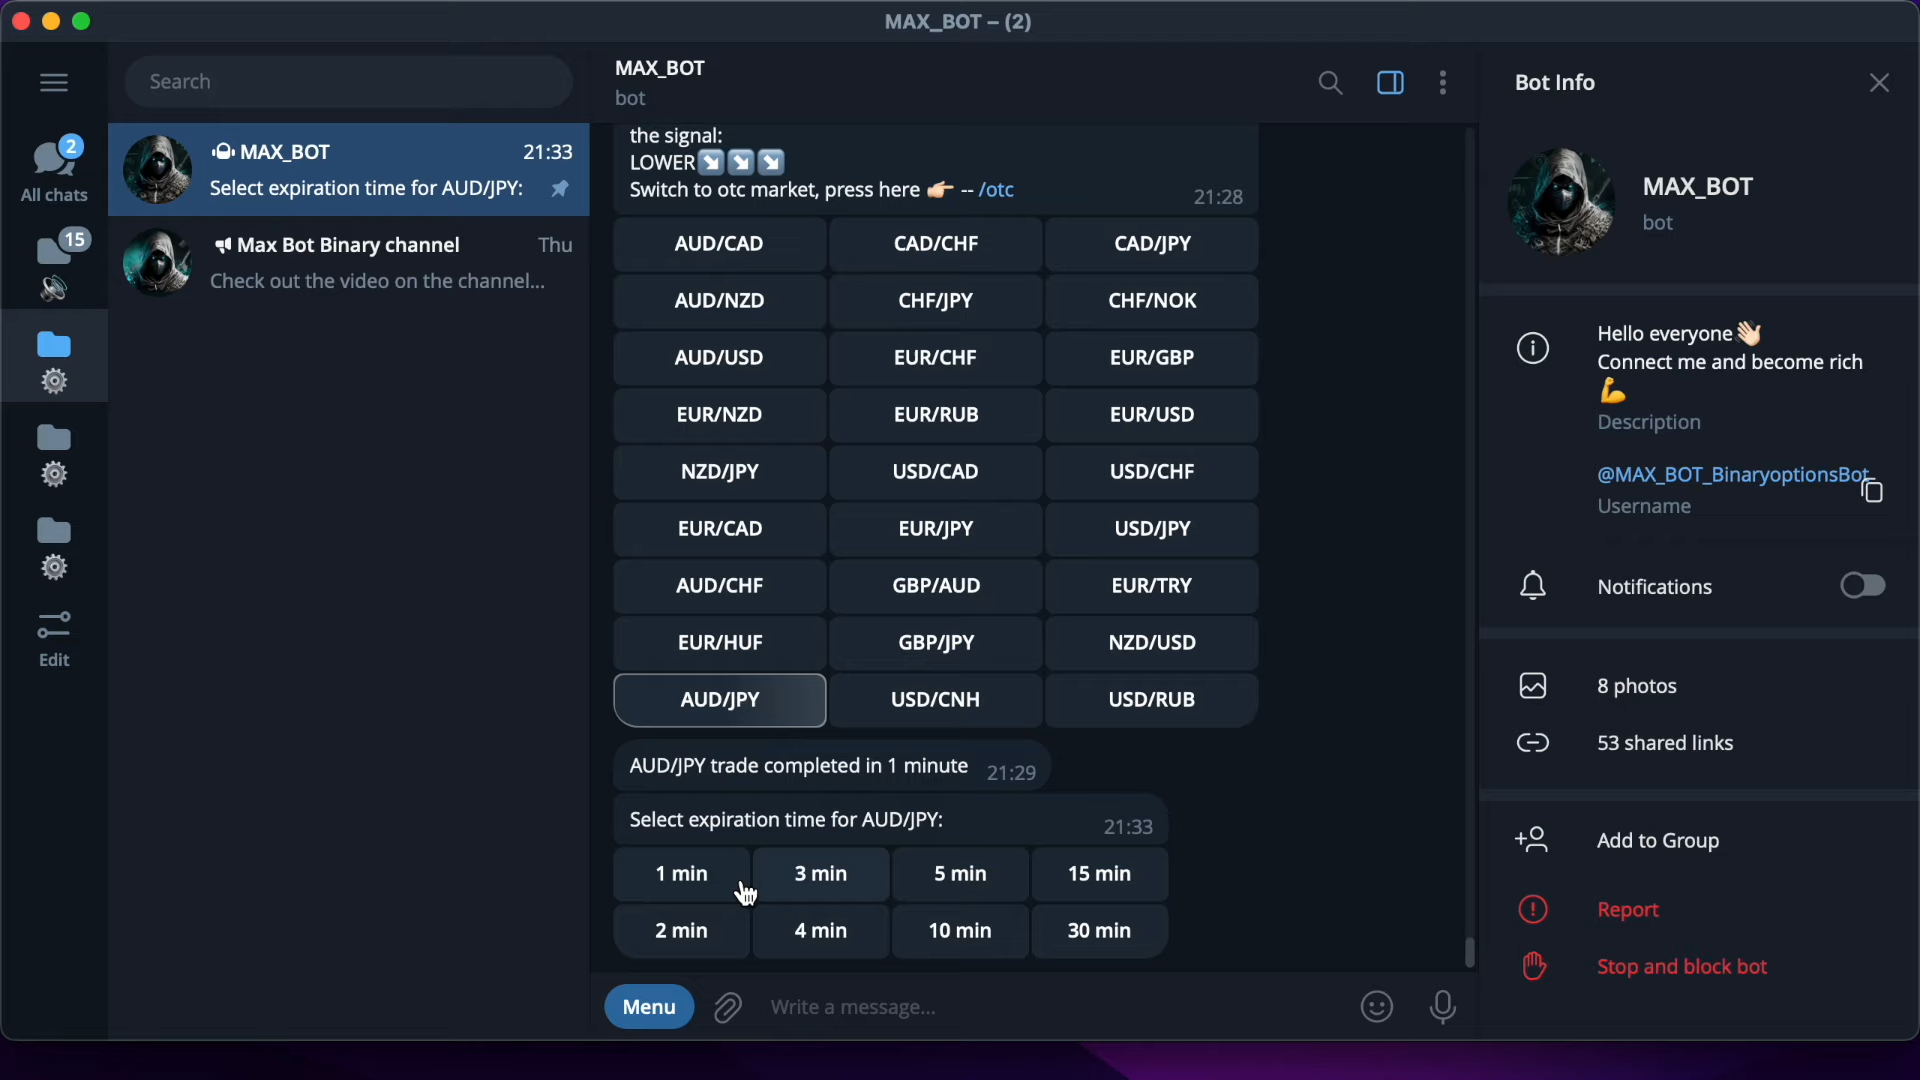 MAX_BOT – (2)
Search
2
All chats
15
Edit
MAX_BOT
21:33
Select expiration time for AUD/JPY:
Max Bot Binary channel
Thu
Check out the video on the channel...
MAX_BOT
bot
the signal:
LOWER↘️↘️↘️
Switch to otc market, press here 👉🏻 -- /otc
21:28
AUD/CAD CAD/CHF CAD/JPY
AUD/NZD CHF/JPY CHF/NOK
AUD/USD EUR/CHF EUR/GBP
EUR/NZD EUR/RUB EUR/USD
NZD/JPY USD/CAD USD/CHF
EUR/CAD EUR/JPY USD/JPY
AUD/CHF GBP/AUD EUR/TRY
EUR/HUF GBP/JPY NZD/USD
AUD/JPY USD/CNH USD/RUB
AUD/JPY trade completed in 1 minute 21:29
Select expiration time for AUD/JPY:
21:33
1 min 3 min 5 min 15 min
2 min 4 min 10 min 30 min
Menu
Write a message...
Bot Info
MAX_BOT
bot
Hello everyone👋🏻
Connect me and become rich
💪
Description
@MAX_BOT_BinaryoptionsBot
Username
Notifications
8 photos
53 shared links
Add to Group
Report
Stop and block bot